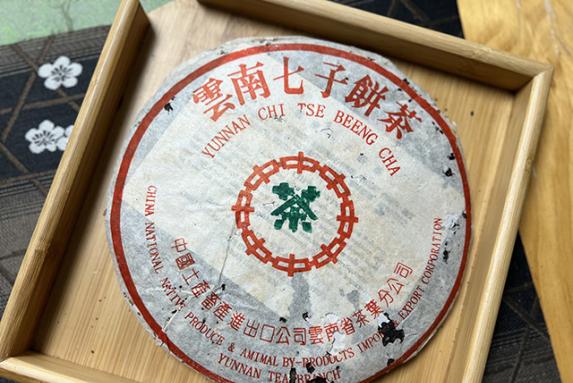 雲南七子餅茶
YUNNAN CHI TSE BEENG CHA
茶
中國土產畜產進出口公司雲南省茶葉分公司
CHINA NATIONAL NATIVE PRODUCE & AMIMAL BY-PRODUCTS IMPORT EXPORT CORPORATION
YUNNAN TEA BRANCH